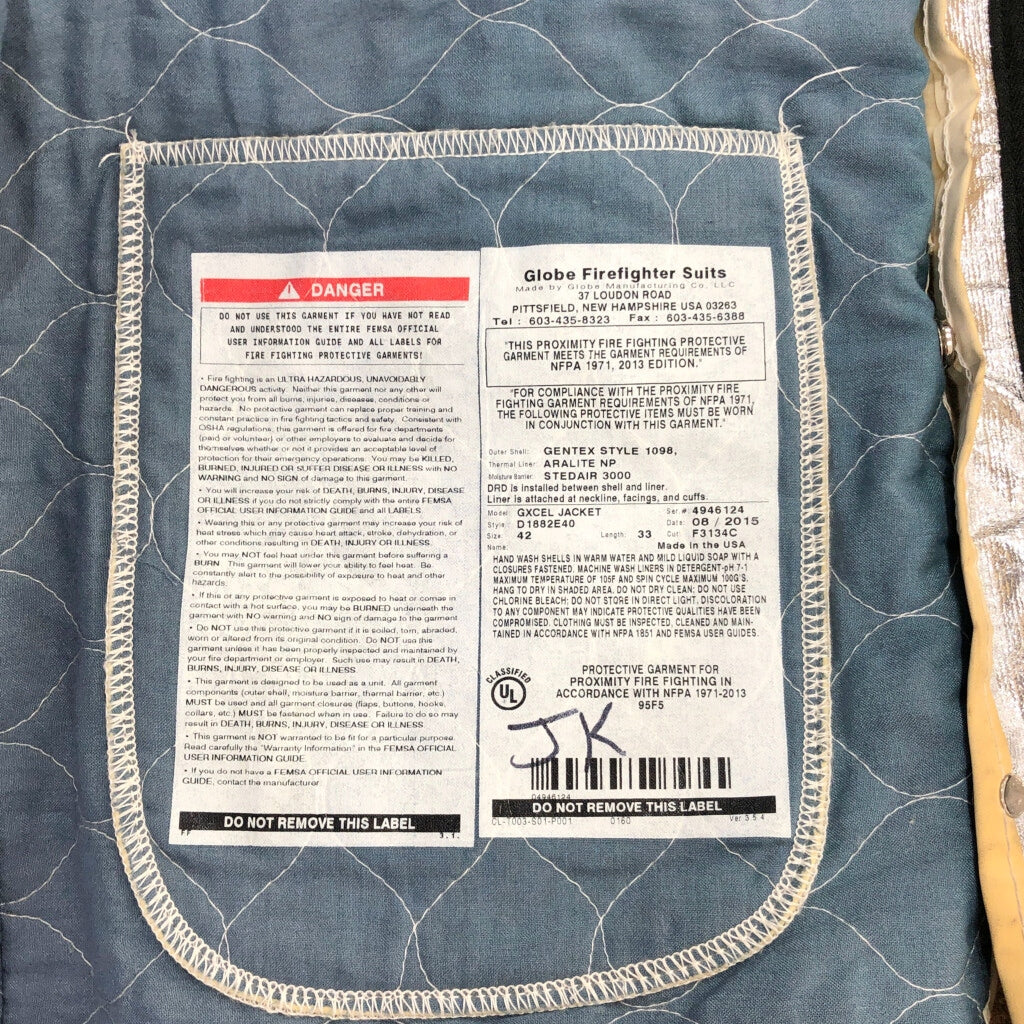 DANGER
DO NOT USE THIS GARMENT IF YOU HAVE NOT READ
AND UNDERSTOOD THE ENTIRE FEMSA OFFICIAL
USER INFORMATION GUIDE AND ALL LABELS FOR
FIRE FIGHTING PROTECTIVE GARMENTS!
• Fire fighting is an ULTRA HAZARDOUS, UNAVOIDABLY
DANGEROUS activity. Neither this garment nor any other will
protect you from all burns, injuries, diseases, conditions or
hazards. No protective garment can replace proper training and
constant practice in fire fighting tactics and safety. Consistent with
OSHA regulations, this garment is offered for fire departments
(paid or volunteer) or other employers to evaluate and decide for
themselves whether or not it provides an acceptable level of
protection for their emergency operations. You may be KILLED,
BURNED, INJURED OR SUFFER DISEASE OR ILLNESS with NO
WARNING and NO SIGN of damage to this garment.
• You will increase your risk of DEATH, BURNS, INJURY, DISEASE
OR ILLNESS if you do not strictly comply with the entire FEMSA
OFFICIAL USER INFORMATION GUIDE and all LABELS.
• Wearing this or any protective garment may increase your risk of
heat stress which may cause heart attack, stroke, dehydration, or
other conditions resulting in DEATH, INJURY OR ILLNESS.
• You may NOT feel heat under this garment before suffering a
BURN. This garment will lower your ability to feel heat. Be
constantly alert to the possibility of exposure to heat and other
hazards.
• If this or any protective garment is exposed to heat or comes in
contact with a hot surface, you may be BURNED underneath the
garment with NO warning and NO sign of damage to the garment
• Do NOT use this protective garment if it is soiled, torn, abraded,
worn or altered from its original condition. Do NOT use this
garment unless it has been properly inspected and maintained by
your fire department or employer. Such use may result in DEATH,
BURNS, INJURY, DISEASE OR ILLNESS.
• This garment is designed to be used as a unit. All garment
components (outer shell, moisture barrier, thermal barrier, etc.)
MUST be used and all garment closures (flaps, buttons, hooks,
collars, etc.) MUST be fastened when in use. Failure to do so may
result in DEATH, BURNS, INJURY, DISEASE OR ILLNESS.
• This garment is NOT warranted to be fit for a particular purpose.
Read carefully the "Warranty Information" in the FEMSA OFFICIAL
USER INFORMATION GUIDE.
• If you do not have a FEMSA OFFICIAL USER INFORMATION
GUIDE, contact the manufacturer.
DO NOT REMOVE THIS LABEL
FF 3.1.
Globe Firefighter Suits
Made by Globe Manufacturing Co, LLC
37 LOUDON ROAD
PITTSFIELD, NEW HAMPSHIRE USA 03263
Tel : 603-435-8323 Fax : 603-435-6388
"THIS PROXIMITY FIRE FIGHTING PROTECTIVE
GARMENT MEETS THE GARMENT REQUIREMENTS OF
NFPA 1971, 2013 EDITION."
"FOR COMPLIANCE WITH THE PROXIMITY FIRE
FIGHTING GARMENT REQUIREMENTS OF NFPA 1971,
THE FOLLOWING PROTECTIVE ITEMS MUST BE WORN
IN CONJUNCTION WITH THIS GARMENT."
Outer Shell: GENTEX STYLE 1098,
Thermal Liner: ARALITE NP
Moisture Barrier: STEDAIR 3000
DRD is installed between shell and liner.
Liner is attached at neckline, facings, and cuffs.
Model: GXCEL JACKET Ser.# 4946124
Style: D1882E40 Date: 08 / 2015
Size: 42 Length: 33 Cut: F3134C
Name: Made in the USA
HAND WASH SHELLS IN WARM WATER AND MILD LIQUID SOAP WITH A
CLOSURES FASTENED. MACHINE WASH LINERS IN DETERGENT-pH 7-1
MAXIMUM TEMPERATURE OF 105F AND SPIN CYCLE MAXIMUM 100G'S.
HANG TO DRY IN SHADED AREA. DO NOT DRY CLEAN: DO NOT USE
CHLORINE BLEACH: DO NOT STORE IN DIRECT LIGHT. DISCOLORATION
TO ANY COMPONENT MAY INDICATE PROTECTIVE QUALITIES HAVE BEEN
COMPROMISED. CLOTHING MUST BE INSPECTED, CLEANED AND MAIN-
TAINED IN ACCORDANCE WITH NFPA 1851 AND FEMSA USER GUIDES.
CLASSIFIED
UL
PROTECTIVE GARMENT FOR
PROXIMITY FIRE FIGHTING IN
ACCORDANCE WITH NFPA 1971-2013
95F5
JK
04946124
DO NOT REMOVE THIS LABEL
CL-T003-S01-P001 0160 Ver 3.5.4